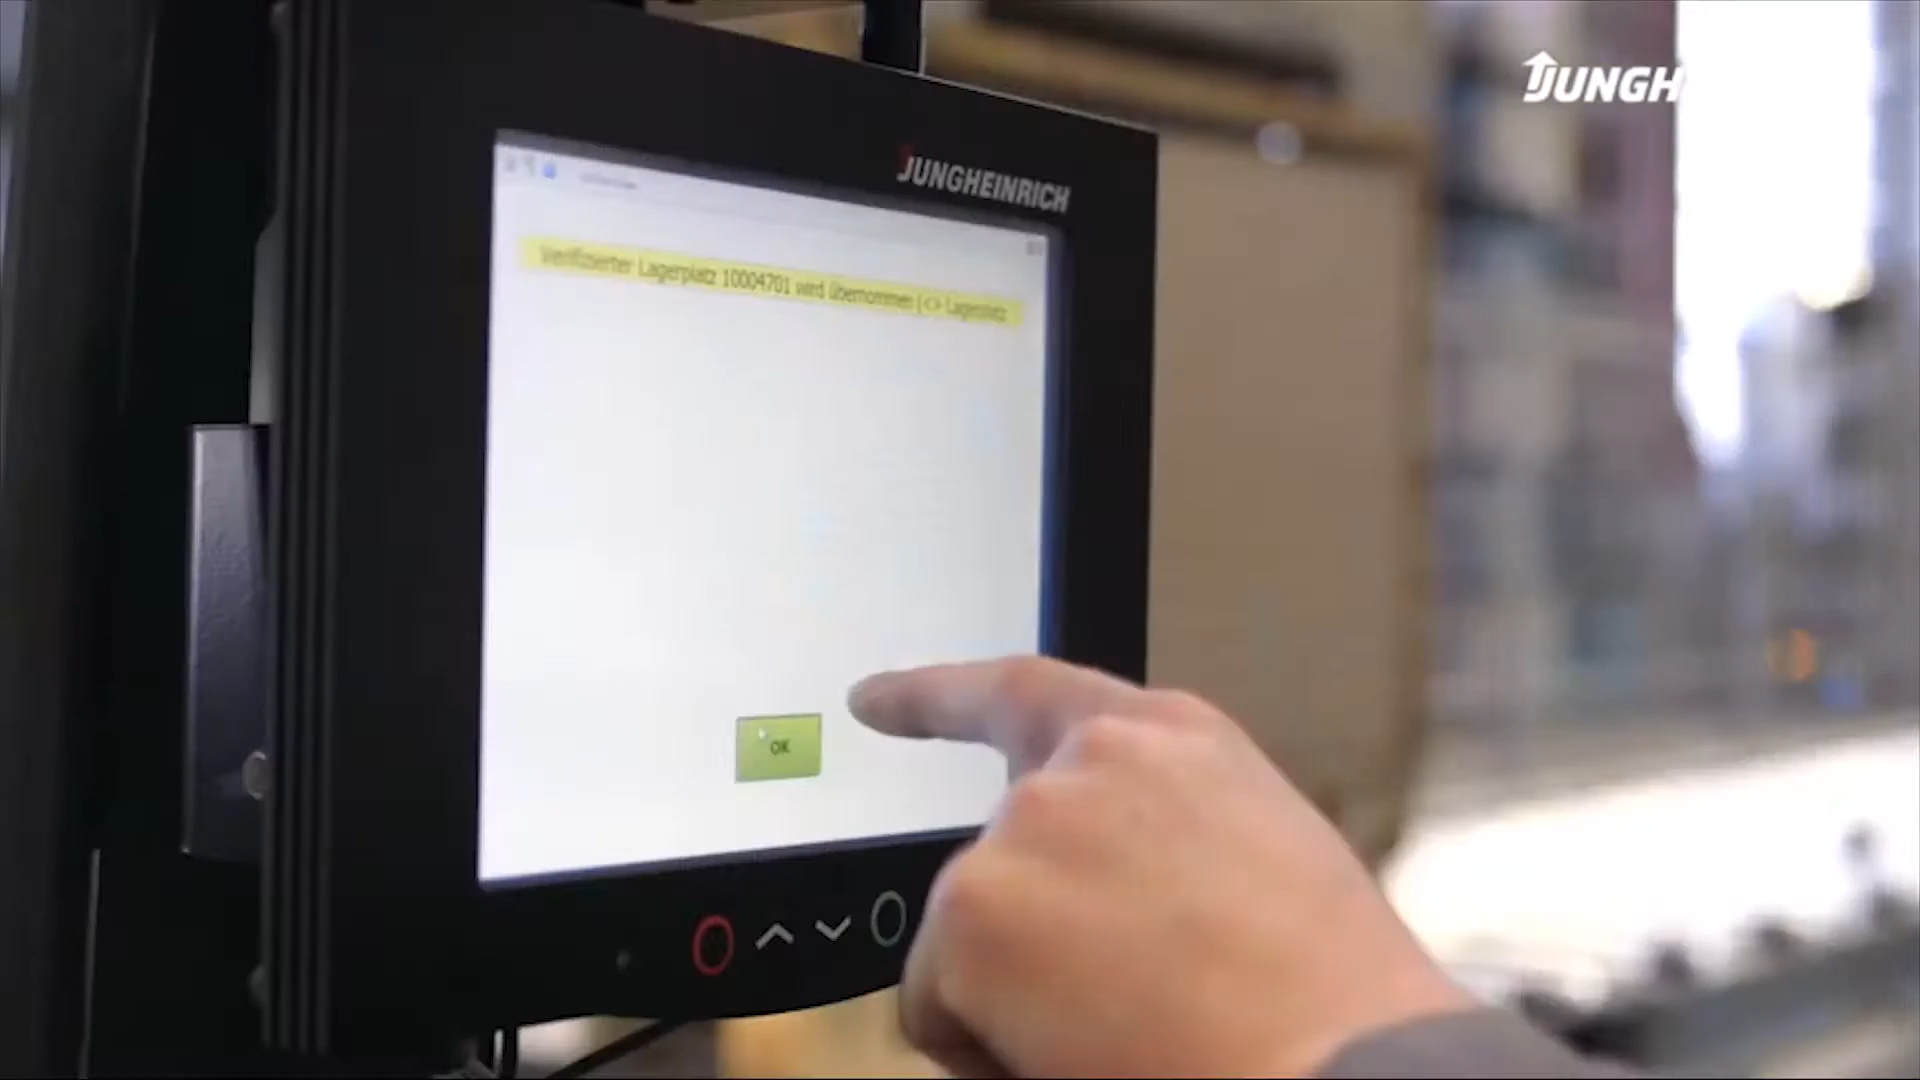 JUNGH
JUNGHEINRICH
Verifizierter Lagerplatz 10004701 wird übernommen (<> Lagerplatz
OK